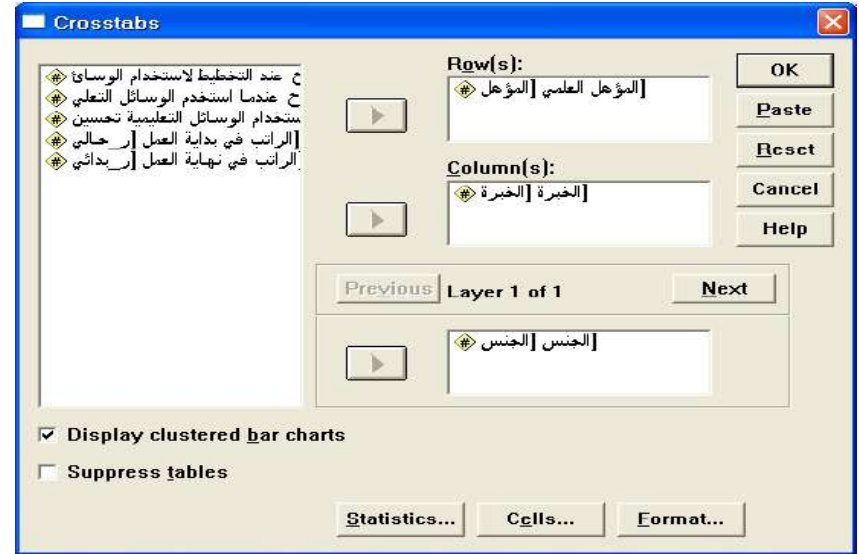 Crosstabs
ح عند التخطيط لاستخدام الوسائ
ح عندما استخدم الوسائل التعلي
ستخدام الوسائل التعليمية تحسين
الراتب في بداية العمل [ر_حالي
الراتب في نهاية العمل [ر_بدائي
Row(s):
المؤهل العلمي [المؤهل]
Column(s):
الخبرة [الخبرة]
OK
Paste
Reset
Cancel
Help
Previous
Layer 1 of 1
Next
الجنس [الجنس]
Display clustered bar charts
Suppress tables
Statistics...
Cells...
Format...